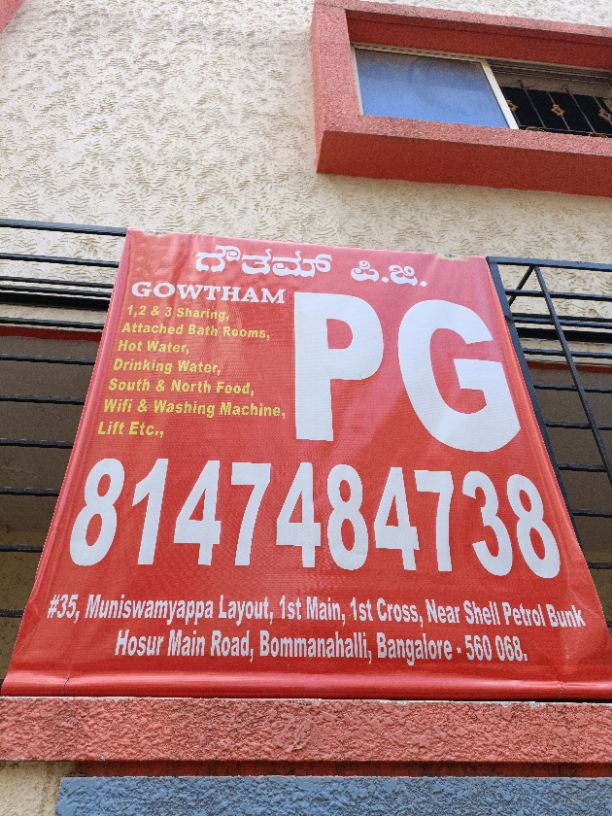 ಗೌತಮ್ ಪಿ.ಜಿ.
GOWTHAM
PG
1,2 & 3 Sharing,
Attached Bath Rooms,
Hot Water,
Drinking Water,
South & North Food,
Wifi & Washing Machine,
Lift Etc.,
8147484738
#35, Muniswamyappa Layout, 1st Main, 1st Cross, Near Shell Petrol Bunk
Hosur Main Road, Bommanahalli, Bangalore - 560 068.